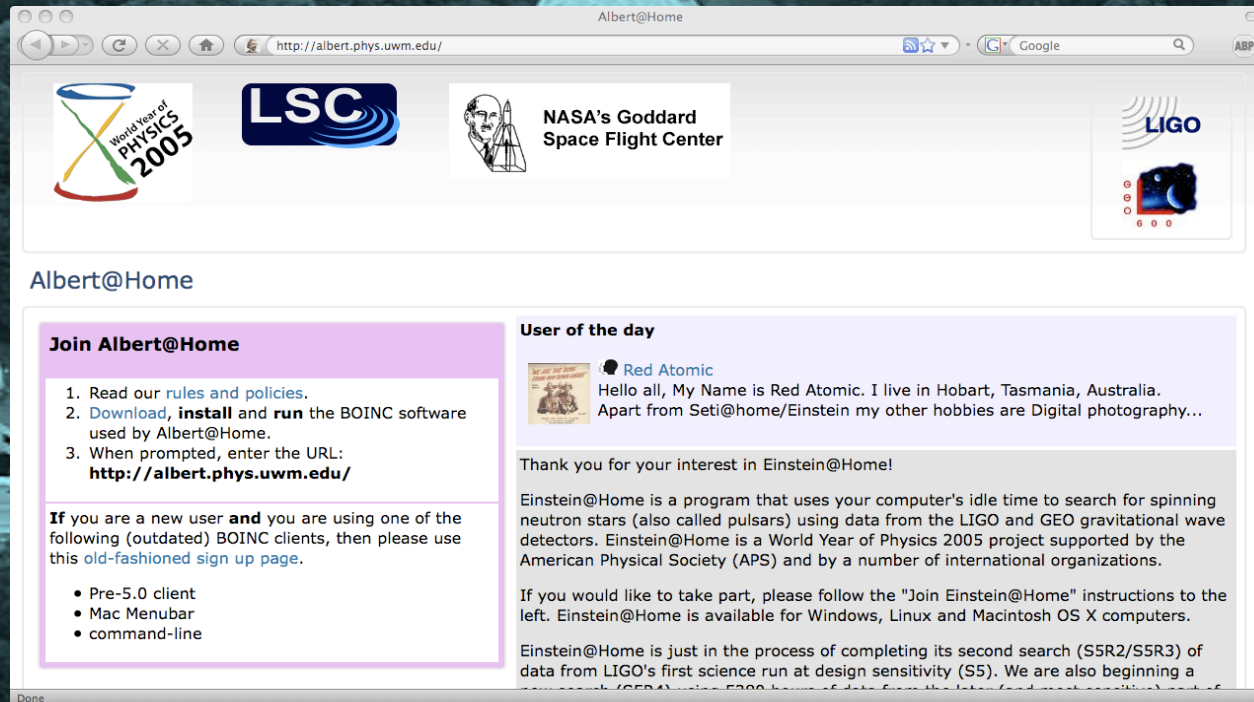 Albert@Home
http://albert.phys.uwm.edu/
Google
ABP
World Year of
PHYSICS
2005
LSC
NASA's Goddard
Space Flight Center
LIGO
GEO
600
Albert@Home
Join Albert@Home
1. Read our rules and policies.
2. Download, install and run the BOINC software
used by Albert@Home.
3. When prompted, enter the URL:
http://albert.phys.uwm.edu/
If you are a new user and you are using one of the
following (outdated) BOINC clients, then please use
this old-fashioned sign up page.
• Pre-5.0 client
• Mac Menubar
• command-line
User of the day
Red Atomic
Hello all, My Name is Red Atomic. I live in Hobart, Tasmania, Australia.
Apart from Seti@home/Einstein my other hobbies are Digital photography...
Thank you for your interest in Einstein@Home!
Einstein@Home is a program that uses your computer's idle time to search for spinning
neutron stars (also called pulsars) using data from the LIGO and GEO gravitational wave
detectors. Einstein@Home is a World Year of Physics 2005 project supported by the
American Physical Society (APS) and by a number of international organizations.
If you would like to take part, please follow the "Join Einstein@Home" instructions to the
left. Einstein@Home is available for Windows, Linux and Macintosh OS X computers.
Einstein@Home is just in the process of completing its second search (S5R2/S5R3) of
data from LIGO's first science run at design sensitivity (S5). We are also beginning a
Done